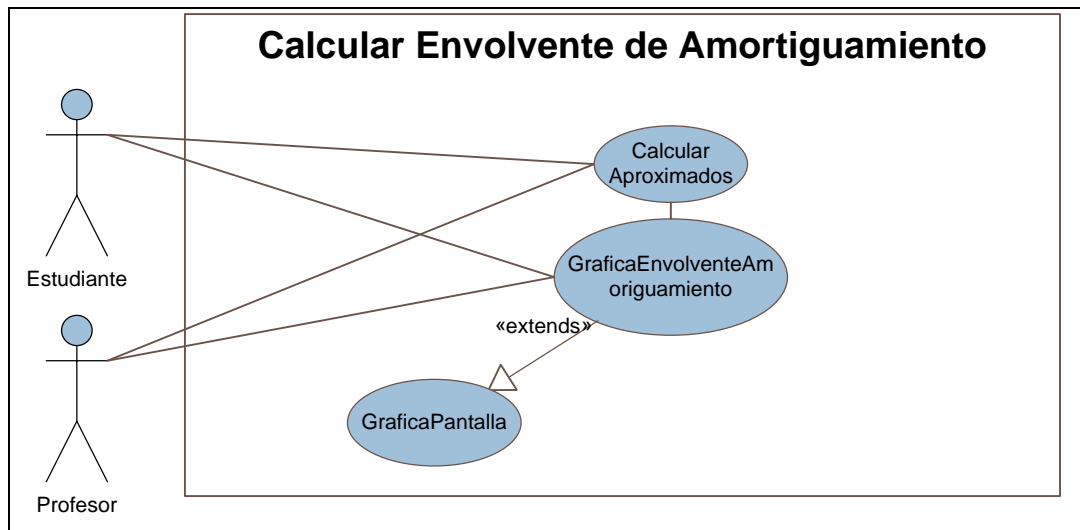 Calcular Envolvente de Amortiguamiento
Calcular
Aproximados
Estudiante
GraficaEnvolventeAm
origuamiento
«extends»
GraficaPantalla
Profesor